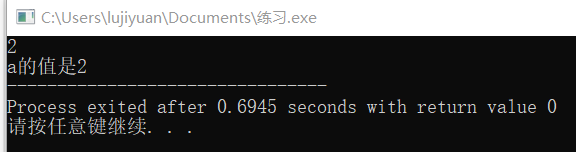 C:\Users\lujiyuan\Documents\练习.exe
2
a的值是2
--------------------------------
Process exited after 0.6945 seconds with return value 0
请按任意键继续. . .